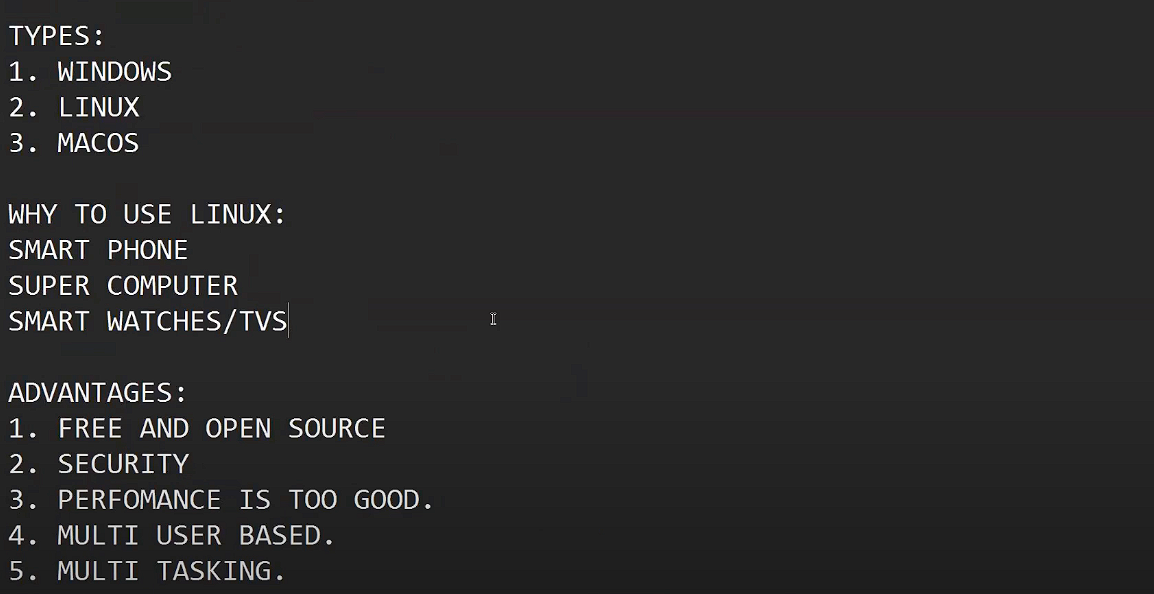 TYPES:
1. WINDOWS
2. LINUX
3. MACOS
WHY TO USE LINUX:
SMART PHONE
SUPER COMPUTER
SMART WATCHES/TVS
ADVANTAGES:
1. FREE AND OPEN SOURCE
2. SECURITY
3. PERFOMANCE IS TOO GOOD.
4. MULTI USER BASED.
5. MULTI TASKING.